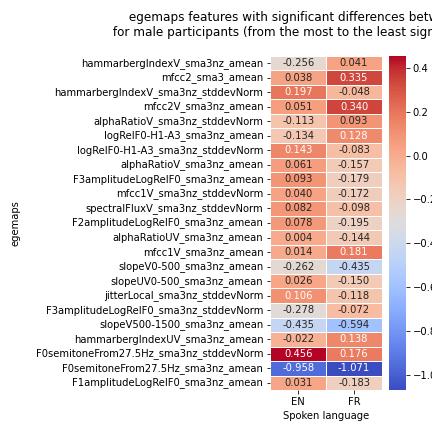 egemaps features with significant differences betw
for male participants (from the most to the least sign
hammarbergIndexV_sma3nz_amean -0.256 0.041
mfcc2_sma3_amean 0.038 0.335
hammarbergIndexV_sma3nz_stddevNorm 0.197 -0.048
mfcc2V_sma3nz_amean 0.051 0.340
alphaRatioV_sma3nz_stddevNorm -0.113 0.093
logRelF0-H1-A3_sma3nz_amean -0.134 0.128
logRelF0-H1-A3_sma3nz_stddevNorm 0.143 -0.083
alphaRatioV_sma3nz_amean 0.061 -0.157
F3amplitudeLogRelF0_sma3nz_amean 0.093 -0.179
mfcc1V_sma3nz_stddevNorm 0.040 -0.172
spectralFluxV_sma3nz_stddevNorm 0.082 -0.098
F2amplitudeLogRelF0_sma3nz_amean 0.078 -0.195
alphaRatioUV_sma3nz_amean 0.004 -0.144
mfcc1V_sma3nz_amean 0.014 0.181
slopeV0-500_sma3nz_amean -0.262 -0.435
slopeUV0-500_sma3nz_amean 0.026 -0.150
jitterLocal_sma3nz_stddevNorm 0.106 -0.118
F3amplitudeLogRelF0_sma3nz_stddevNorm -0.278 -0.072
slopeV500-1500_sma3nz_amean -0.435 -0.594
hammarbergIndexUV_sma3nz_amean -0.022 0.138
F0semitoneFrom27.5Hz_sma3nz_stddevNorm 0.456 0.176
F0semitoneFrom27.5Hz_sma3nz_amean -0.958 -1.071
F1amplitudeLogRelF0_sma3nz_amean 0.031 -0.183
EN FR
Spoken language
egemaps
0.4
0.2
0.0
-0.2
-0.4
-0.6
-0.8
-1.0